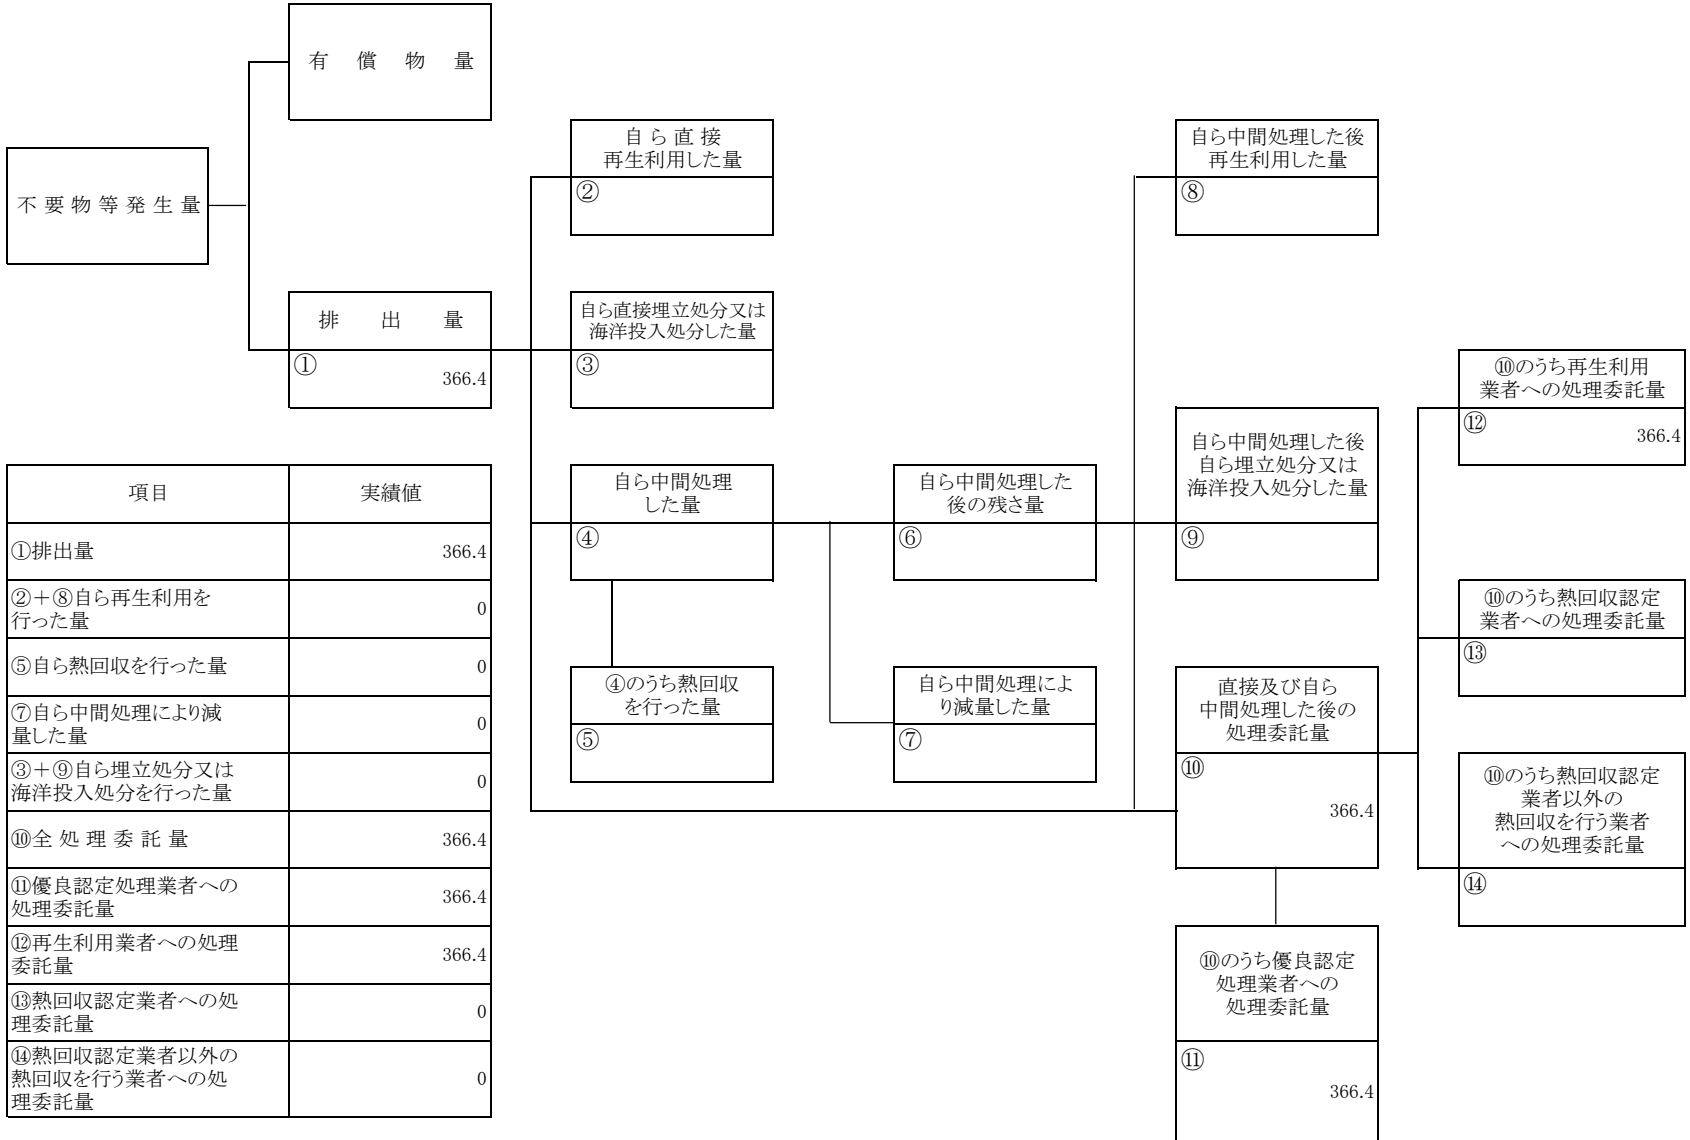 有償物量
不要物等発生量
排出量
①
366.4
自ら直接
再生利用した量
②
自ら直接埋立処分又は
海洋投入処分した量
③
自ら中間処理
した量
④
④のうち熱回収
を行った量
⑤
自ら中間処理した
後の残さ量
⑥
自ら中間処理によ
り減量した量
⑦
自ら中間処理した後
再生利用した量
⑧
自ら中間処理した後
自ら埋立処分又は
海洋投入処分した量
⑨
直接及び自ら
中間処理した後の
処理委託量
⑩
366.4
⑩のうち優良認定
処理業者への
処理委託量
⑪
366.4
⑩のうち再生利用
業者への処理委託量
⑫
366.4
⑩のうち熱回収認定
業者への処理委託量
⑬
⑩のうち熱回収認定
業者以外の
熱回収を行う業者
への処理委託量
⑭
項目 実績値
①排出量 366.4
②+⑧自ら再生利用を
行った量 0
⑤自ら熱回収を行った量 0
⑦自ら中間処理により減
量した量 0
③+⑨自ら埋立処分又は
海洋投入処分を行った量 0
⑩全処理委託量 366.4
⑪優良認定処理業者への
処理委託量 366.4
⑫再生利用業者への処理
委託量 366.4
⑬熱回収認定業者への処
理委託量 0
⑭熱回収認定業者以外の
熱回収を行う業者への処
理委託量 0